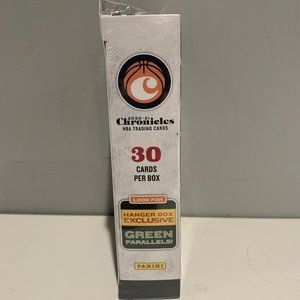 C
2020-21
Chronicles
NBA TRADING CARDS
30
CARDS
PER BOX
LOOK FOR
HANGER BOX
EXCLUSIVE
GREEN
PARALLELS!
PANINI